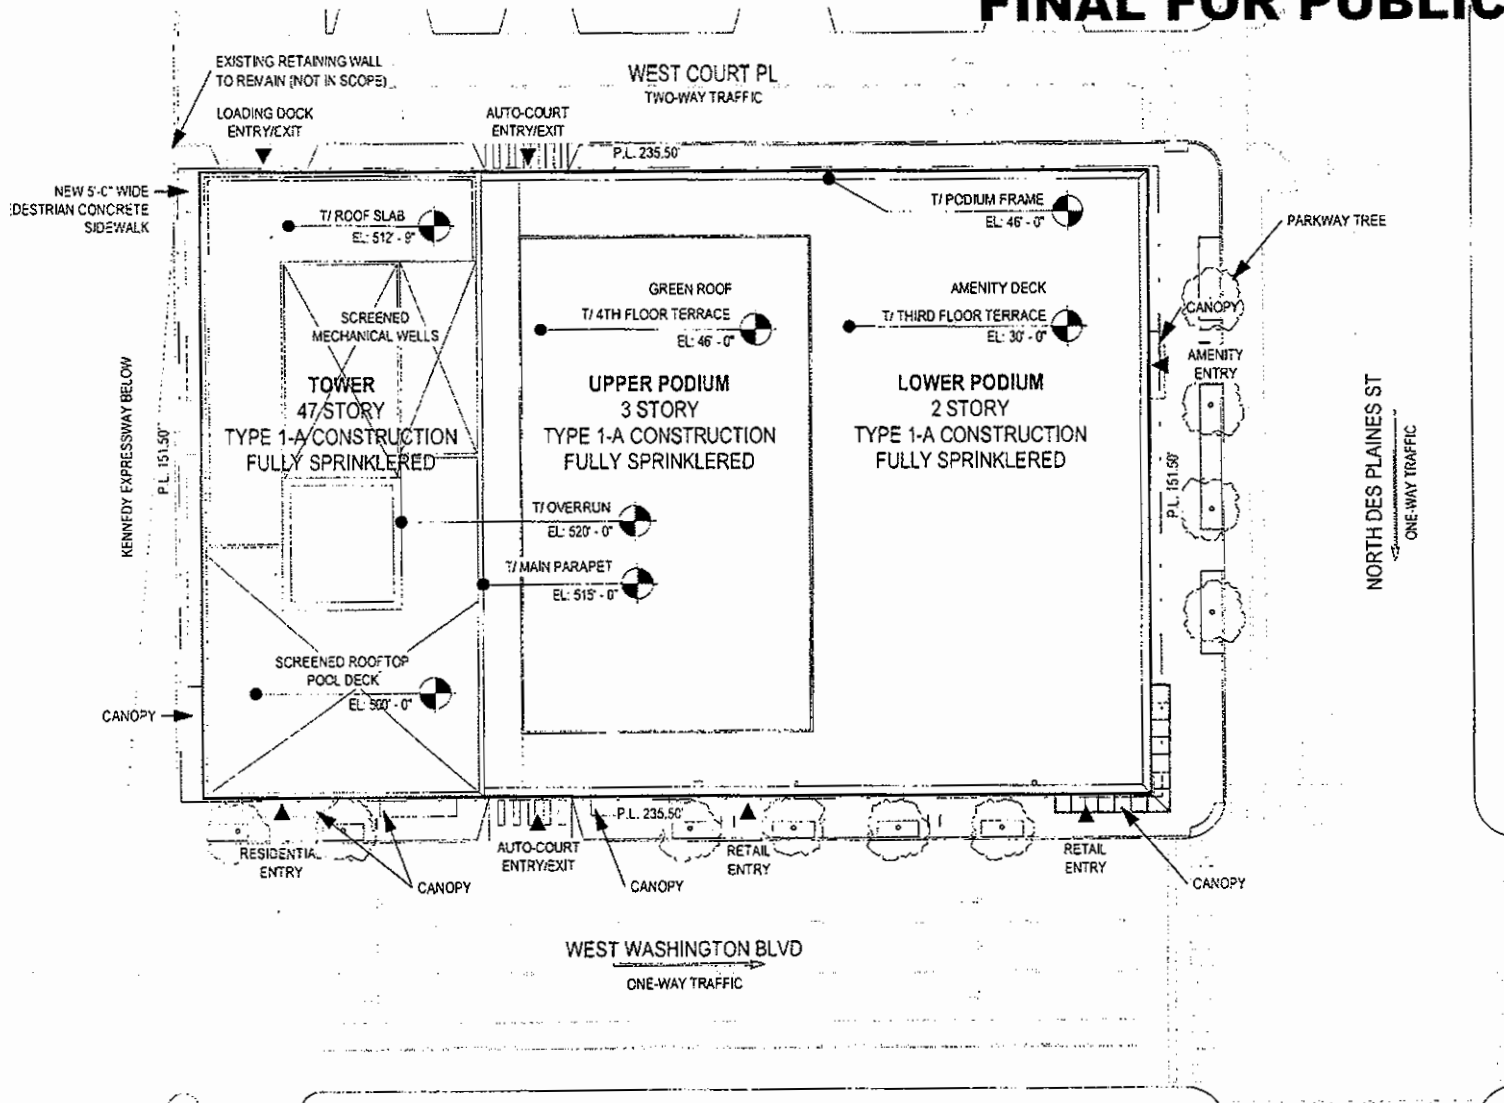 FINAL FOR PUBLIC
EXISTING RETAINING WALL
TO REMAIN (NOT IN SCOPE)
WEST COURT PL
TWO-WAY TRAFFIC
LOADING DOCK
ENTRY/EXIT
AUTO-COURT
ENTRY/EXIT
P.L. 235.50'
NEW 5'-0" WIDE
EDESTRIAN CONCRETE
SIDEWALK
T/ ROOF SLAB
EL: 512' - 9"
T/ PODIUM FRAME
EL: 46' - 0"
PARKWAY TREE
SCREENED
MECHANICAL WELLS
GREEN ROOF
T/ 4TH FLOOR TERRACE
EL: 46' - 0"
AMENITY DECK
T/ THIRD FLOOR TERRACE
EL: 30' - 0"
CANOPY
AMENITY
ENTRY
KENNEDY EXPRESSWAY BELOW
P.L. 151.50'
TOWER
47 STORY
TYPE 1-A CONSTRUCTION
FULLY SPRINKLERED
UPPER PODIUM
3 STORY
TYPE 1-A CONSTRUCTION
FULLY SPRINKLERED
LOWER PODIUM
2 STORY
TYPE 1-A CONSTRUCTION
FULLY SPRINKLERED
P.L. 151.50'
NORTH DES PLAINES ST
ONE-WAY TRAFFIC
T/ OVERRUN
EL: 520' - 0"
T/ MAIN PARAPET
EL: 515' - 0"
SCREENED ROOFTOP
POOL DECK
EL: 500' - 0"
CANOPY
P.L. 235.50'
RESIDENTIAL
ENTRY
CANOPY
AUTO-COURT
ENTRY/EXIT
CANOPY
RETAIL
ENTRY
RETAIL
ENTRY
CANOPY
WEST WASHINGTON BLVD
ONE-WAY TRAFFIC